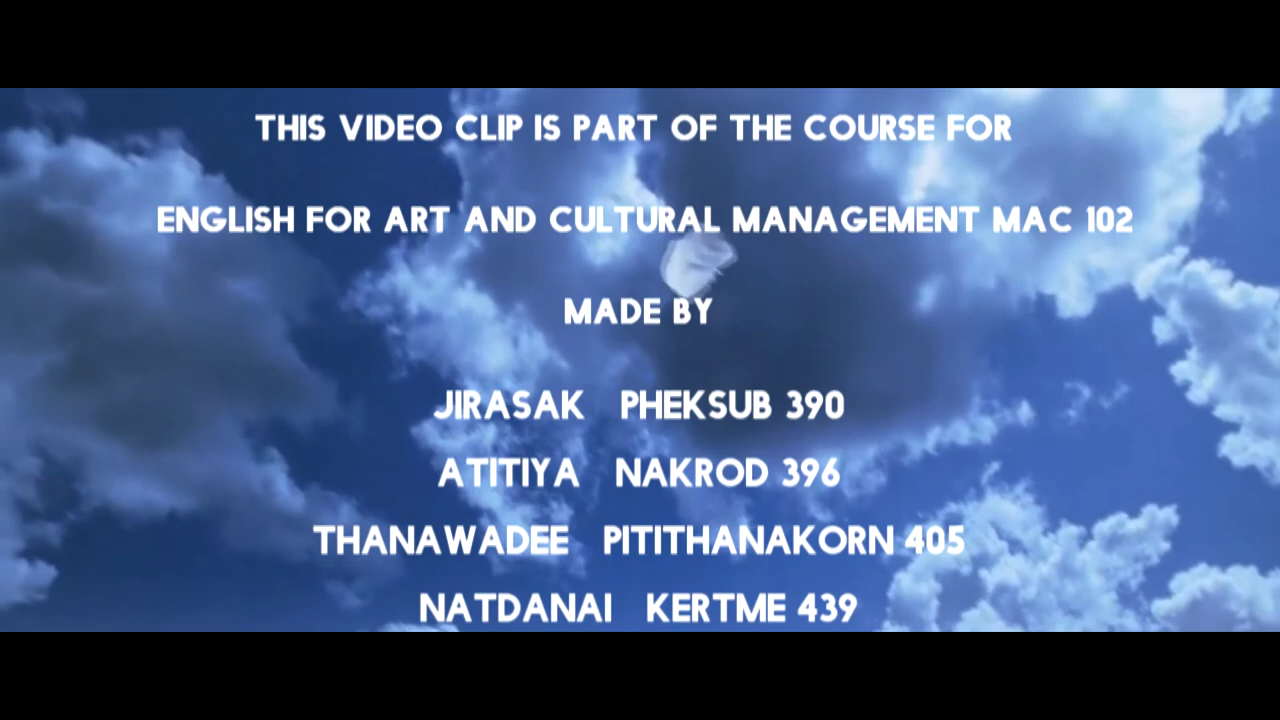 THIS VIDEO CLIP IS PART OF THE COURSE FOR
ENGLISH FOR ART AND CULTURAL MANAGEMENT MAC 102
MADE BY
JIRASAK PHEKSUB 390
ATITIYA NAKROD 396
THANAWADEE PITITHANAKORN 405
NATDANAI KERTME 439